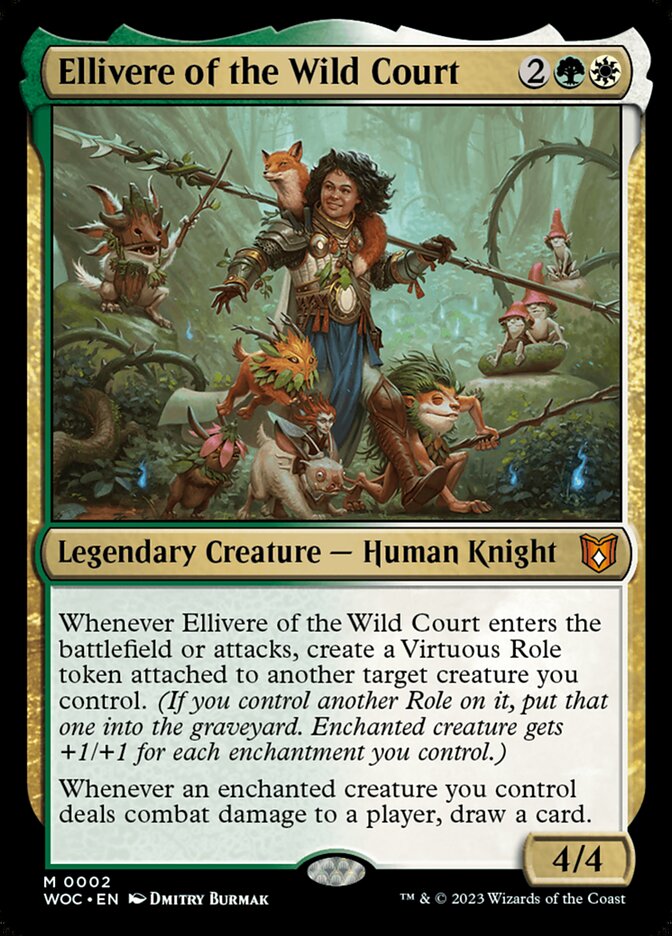 Ellivere of the Wild Court 2
Legendary Creature — Human Knight
Whenever Ellivere of the Wild Court enters the
battlefield or attacks, create a Virtuous Role
token attached to another target creature you
control. (If you control another Role on it, put that
one into the graveyard. Enchanted creature gets
+1/+1 for each enchantment you control.)
Whenever an enchanted creature you control
deals combat damage to a player, draw a card.
4/4
M 0002
WOC • EN Dmitry Burmak
™ & © 2023 Wizards of the Coast